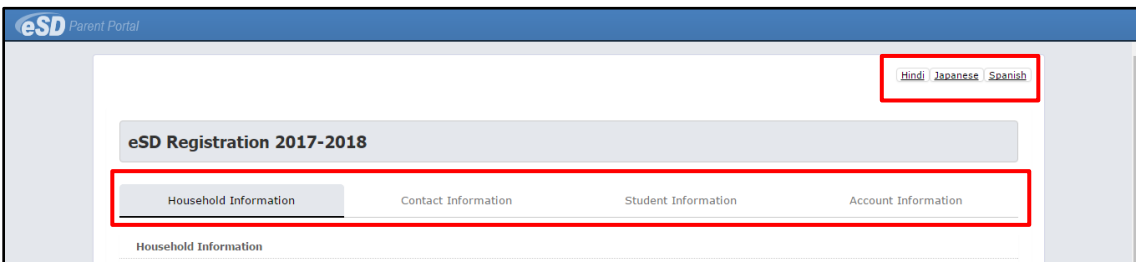 eSD Parent Portal
Hindi Japanese Spanish
eSD Registration 2017-2018
Household Information Contact Information Student Information Account Information
Household Information